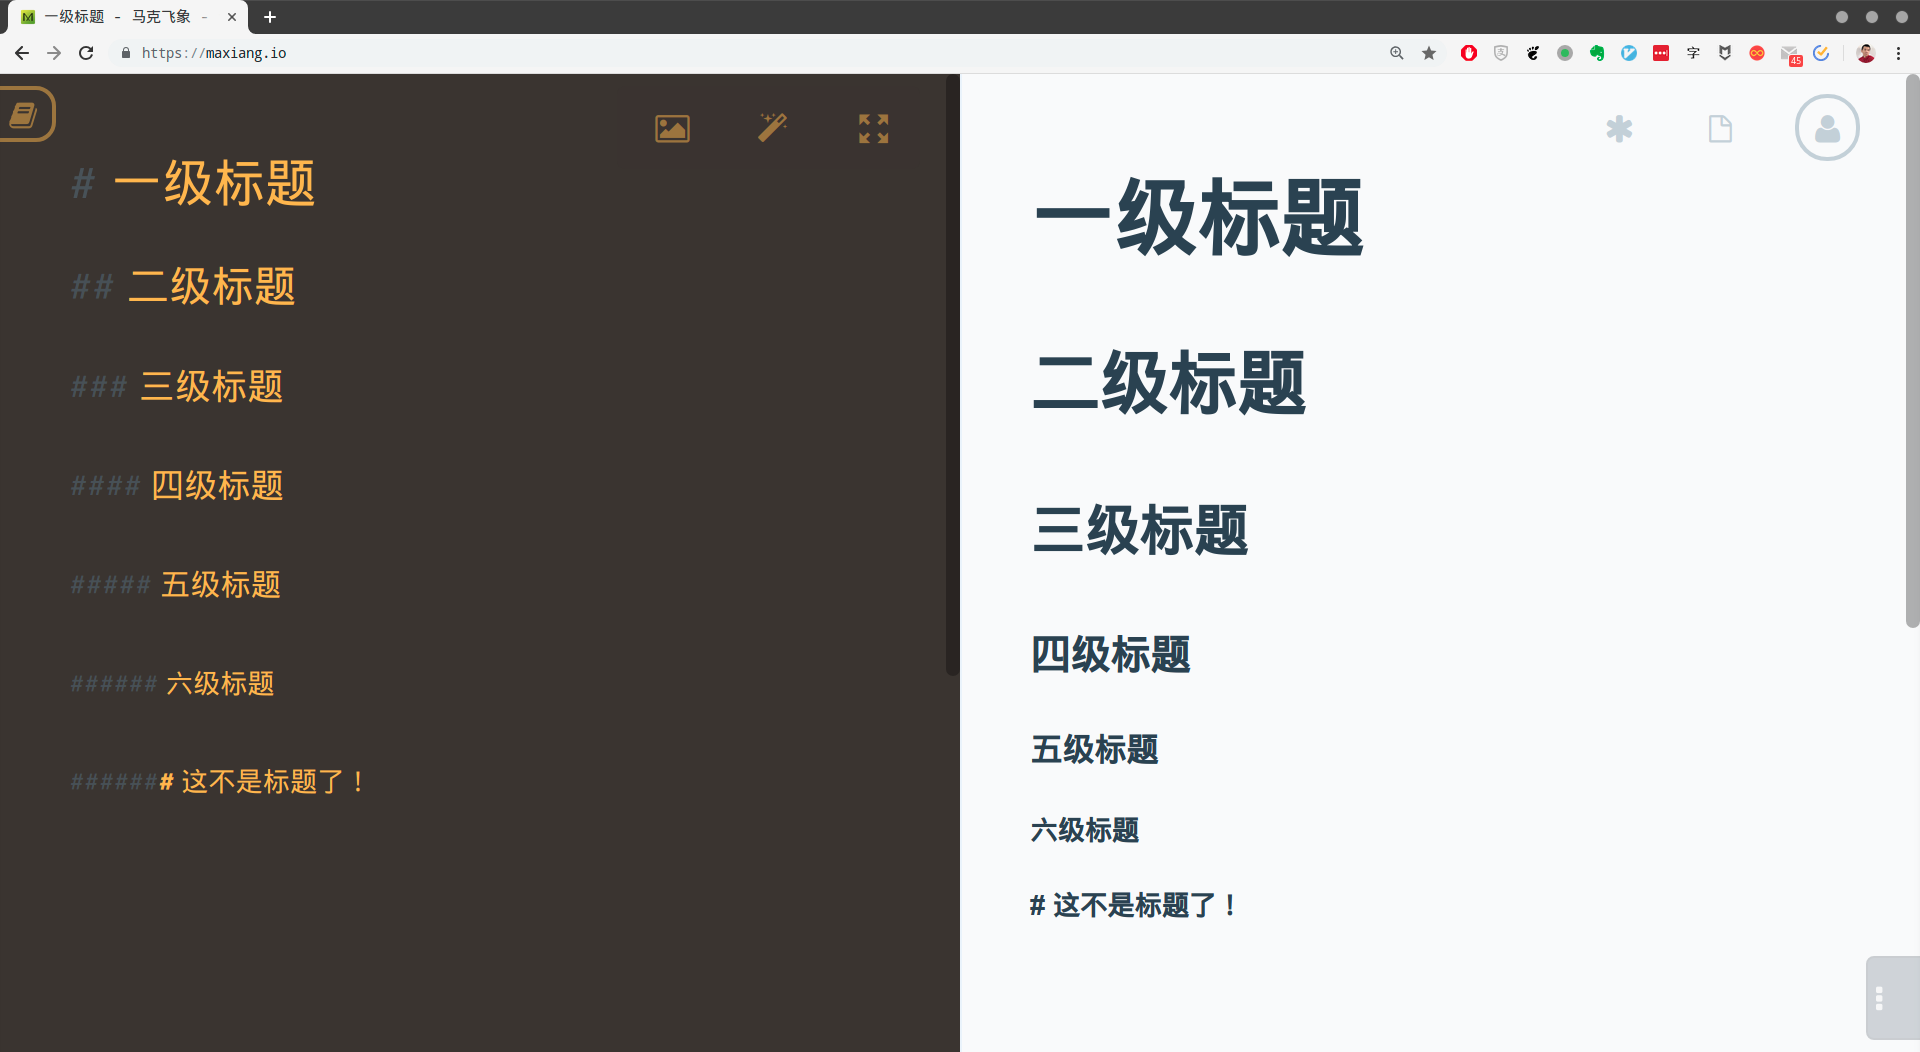 一级标题 - 马克飞象 -
https://maxiang.io
字
45
# 一级标题
## 二级标题
### 三级标题
#### 四级标题
##### 五级标题
###### 六级标题
####### 这不是标题了！
一级标题
二级标题
三级标题
四级标题
五级标题
六级标题
# 这不是标题了！